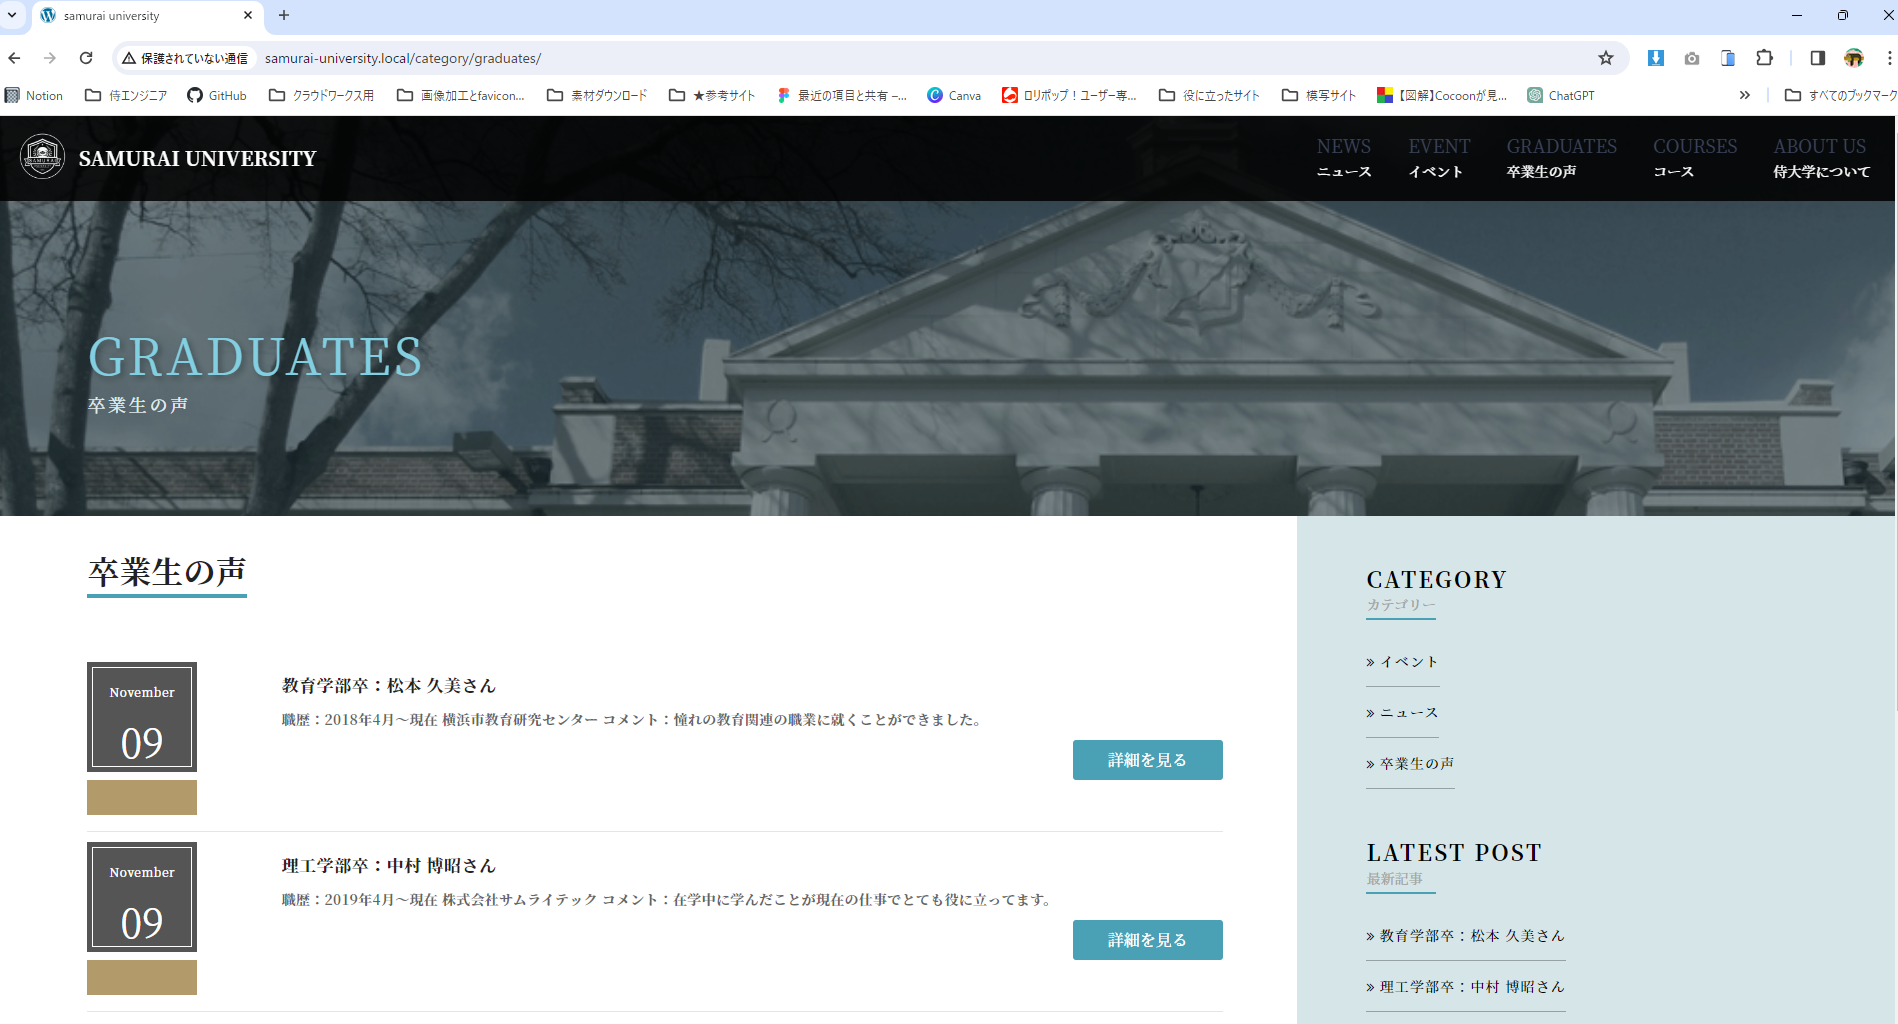 samurai university
保護されていない通信 samurai-university.local/category/graduates/
Notion 侍エンジニア GitHub クラウドワークス用 画像加工とfavicon... 素材ダウンロード ★参考サイト 最近の項目と共有 –... Canva ロリポップ！ユーザー専... 役に立ったサイト 模写サイト 【図解】Cocoonが見... ChatGPT » すべてのブックマーク
SAMURAI UNIVERSITY
NEWS EVENT GRADUATES COURSES ABOUT US
ニュース イベント 卒業生の声 コース 侍大学について
GRADUATES
卒業生の声
卒業生の声
November
09
教育学部卒：松本 久美さん
職歴：2018年4月～現在 横浜市教育研究センター コメント：憧れの教育関連の職業に就くことができました。
詳細を見る
November
09
理工学部卒：中村 博昭さん
職歴：2019年4月～現在 株式会社サムライテック コメント：在学中に学んだことが現在の仕事でとても役に立ってます。
詳細を見る
CATEGORY
カテゴリー
» イベント
» ニュース
» 卒業生の声
LATEST POST
最新記事
» 教育学部卒：松本 久美さん
» 理工学部卒：中村 博昭さん